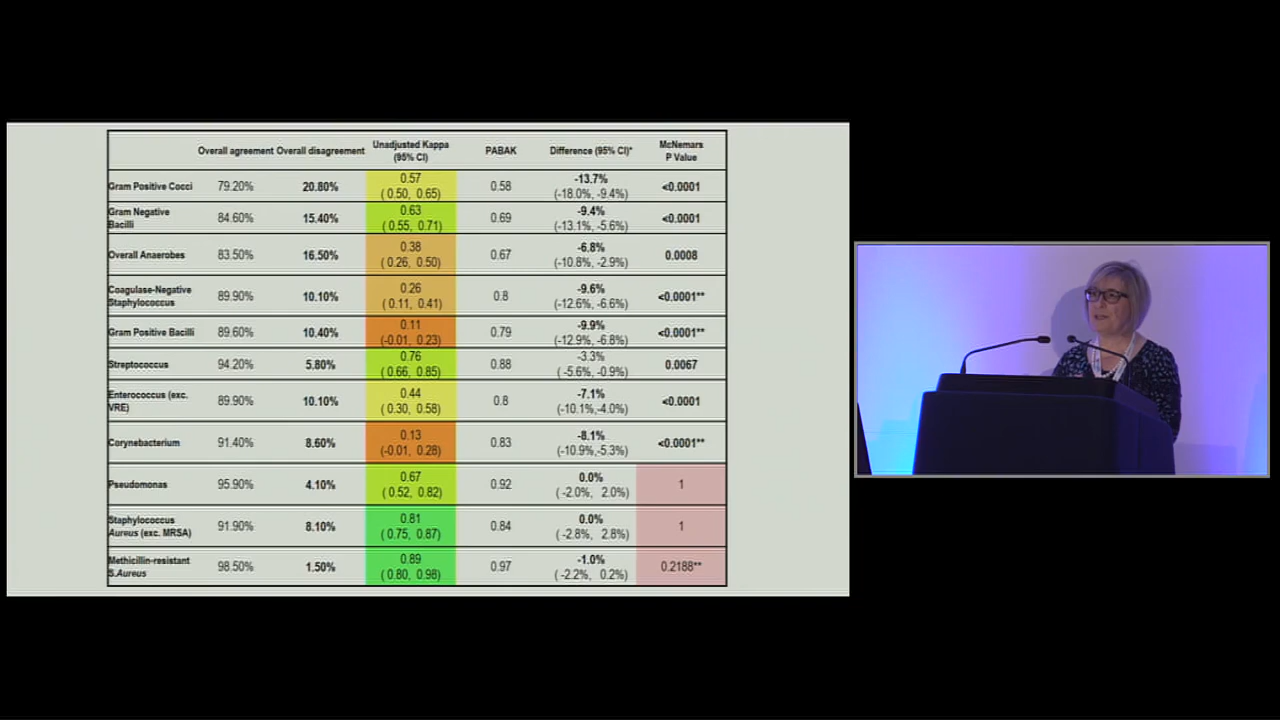 Overall agreement Overall disagreement Unadjusted Kappa (95% CI) PABAK Difference (95% CI)* McNemars P Value
Gram Positive Cocci 79.20% 20.80% 0.57 ( 0.50, 0.65) 0.58 -13.7% (-18.0%, -9.4%) <0.0001
Gram Negative Bacilli 84.60% 15.40% 0.63 ( 0.55, 0.71) 0.69 -9.4% (-13.1%, -5.6%) <0.0001
Overall Anaerobes 83.50% 16.50% 0.38 ( 0.26, 0.50) 0.67 -6.8% (-10.8%, -2.9%) 0.0008
Coagulase-Negative Staphylococcus 89.90% 10.10% 0.26 ( 0.11, 0.41) 0.8 -9.6% (-12.6%, -6.6%) <0.0001**
Gram Positive Bacilli 89.60% 10.40% 0.11 (-0.01, 0.23) 0.79 -9.9% (-12.9%, -6.8%) <0.0001**
Streptococcus 94.20% 5.80% 0.76 ( 0.66, 0.85) 0.88 -3.3% ( -5.6%, -0.9%) 0.0067
Enterococcus (exc. VRE) 89.90% 10.10% 0.44 ( 0.30, 0.58) 0.8 -7.1% (-10.1%,-4.0%) <0.0001
Corynebacterium 91.40% 8.60% 0.13 (-0.01, 0.28) 0.83 -8.1% (-10.9%,-5.3%) <0.0001**
Pseudomonas 95.90% 4.10% 0.67 ( 0.52, 0.82) 0.92 0.0% ( -2.0%, 2.0%) 1
Staphylococcus Aureus (exc. MRSA) 91.90% 8.10% 0.81 ( 0.75, 0.87) 0.84 0.0% ( -2.8%, 2.8%) 1
Methicillin-resistant S.Aureus 98.50% 1.50% 0.89 ( 0.80, 0.98) 0.97 -1.0% ( -2.2%, 0.2%) 0.2188**